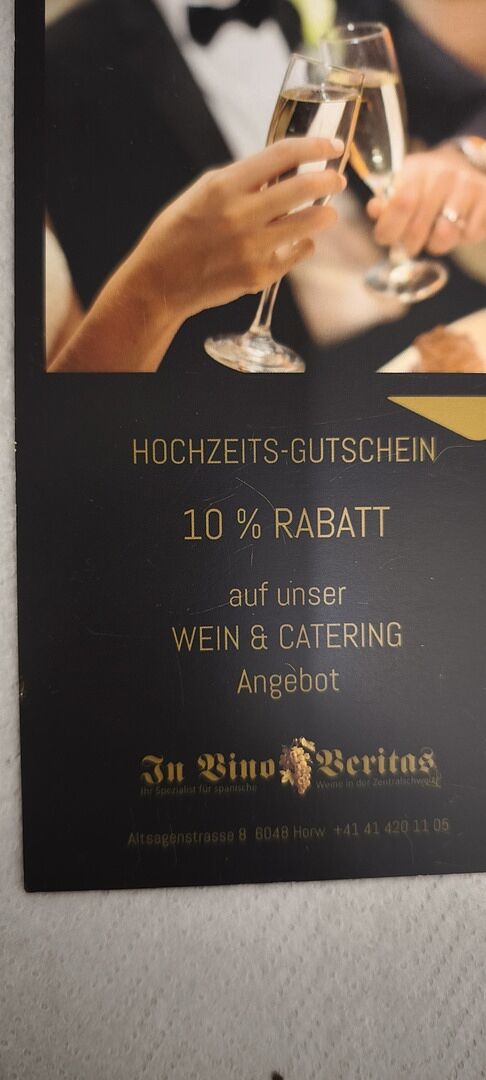 HOCHZEITS-GUTSCHEIN
10 % RABATT
auf unser
WEIN & CATERING
Angebot
In Vino Veritas
Ihr Spezialist für spanische Weine in der Zentralschweiz
Altsagenstrasse 8 6048 Horw +41 41 420 11 05